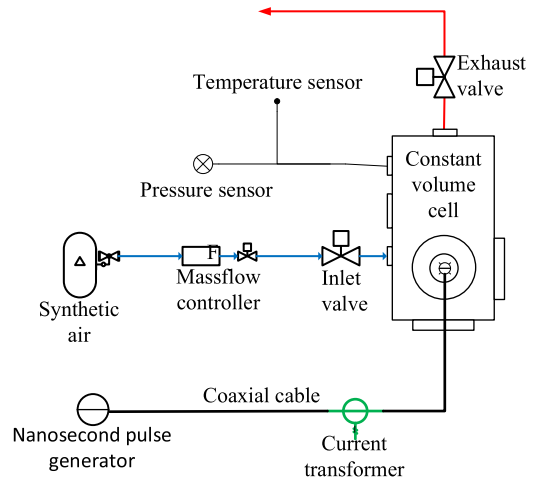 Exhaust
valve
Temperature sensor
Constant
volume
cell
Pressure sensor
F
Massflow
controller
Inlet
valve
Synthetic
air
Coaxial cable
Nanosecond pulse
generator
Current
transformer